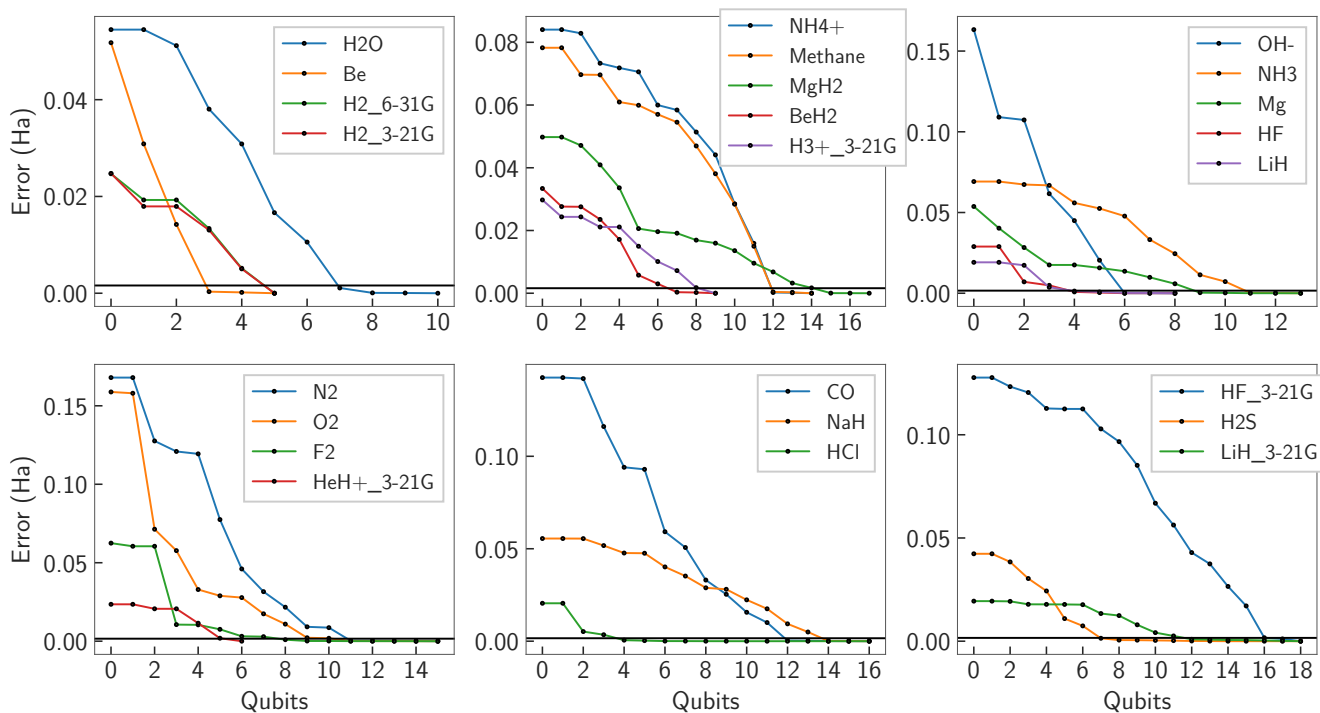 Error (Ha)
0.04
0.02
0.00
0 2 4 6 8 10
H2O
Be
H2_6-31G
H2_3-21G
0.08
0.06
0.04
0.02
0.00
0 2 4 6 8 10 12 14 16
NH4+
Methane
MgH2
BeH2
H3+_3-21G
0.15
0.10
0.05
0.00
0 2 4 6 8 10 12
OH-
NH3
Mg
HF
LiH
Error (Ha)
0.15
0.10
0.05
0.00
0 2 4 6 8 10 12 14
Qubits
N2
O2
F2
HeH+_3-21G
0.10
0.05
0.00
0 2 4 6 8 10 12 14 16
Qubits
CO
NaH
HCl
0.10
0.05
0.00
0 2 4 6 8 10 12 14 16 18
Qubits
HF_3-21G
H2S
LiH_3-21G